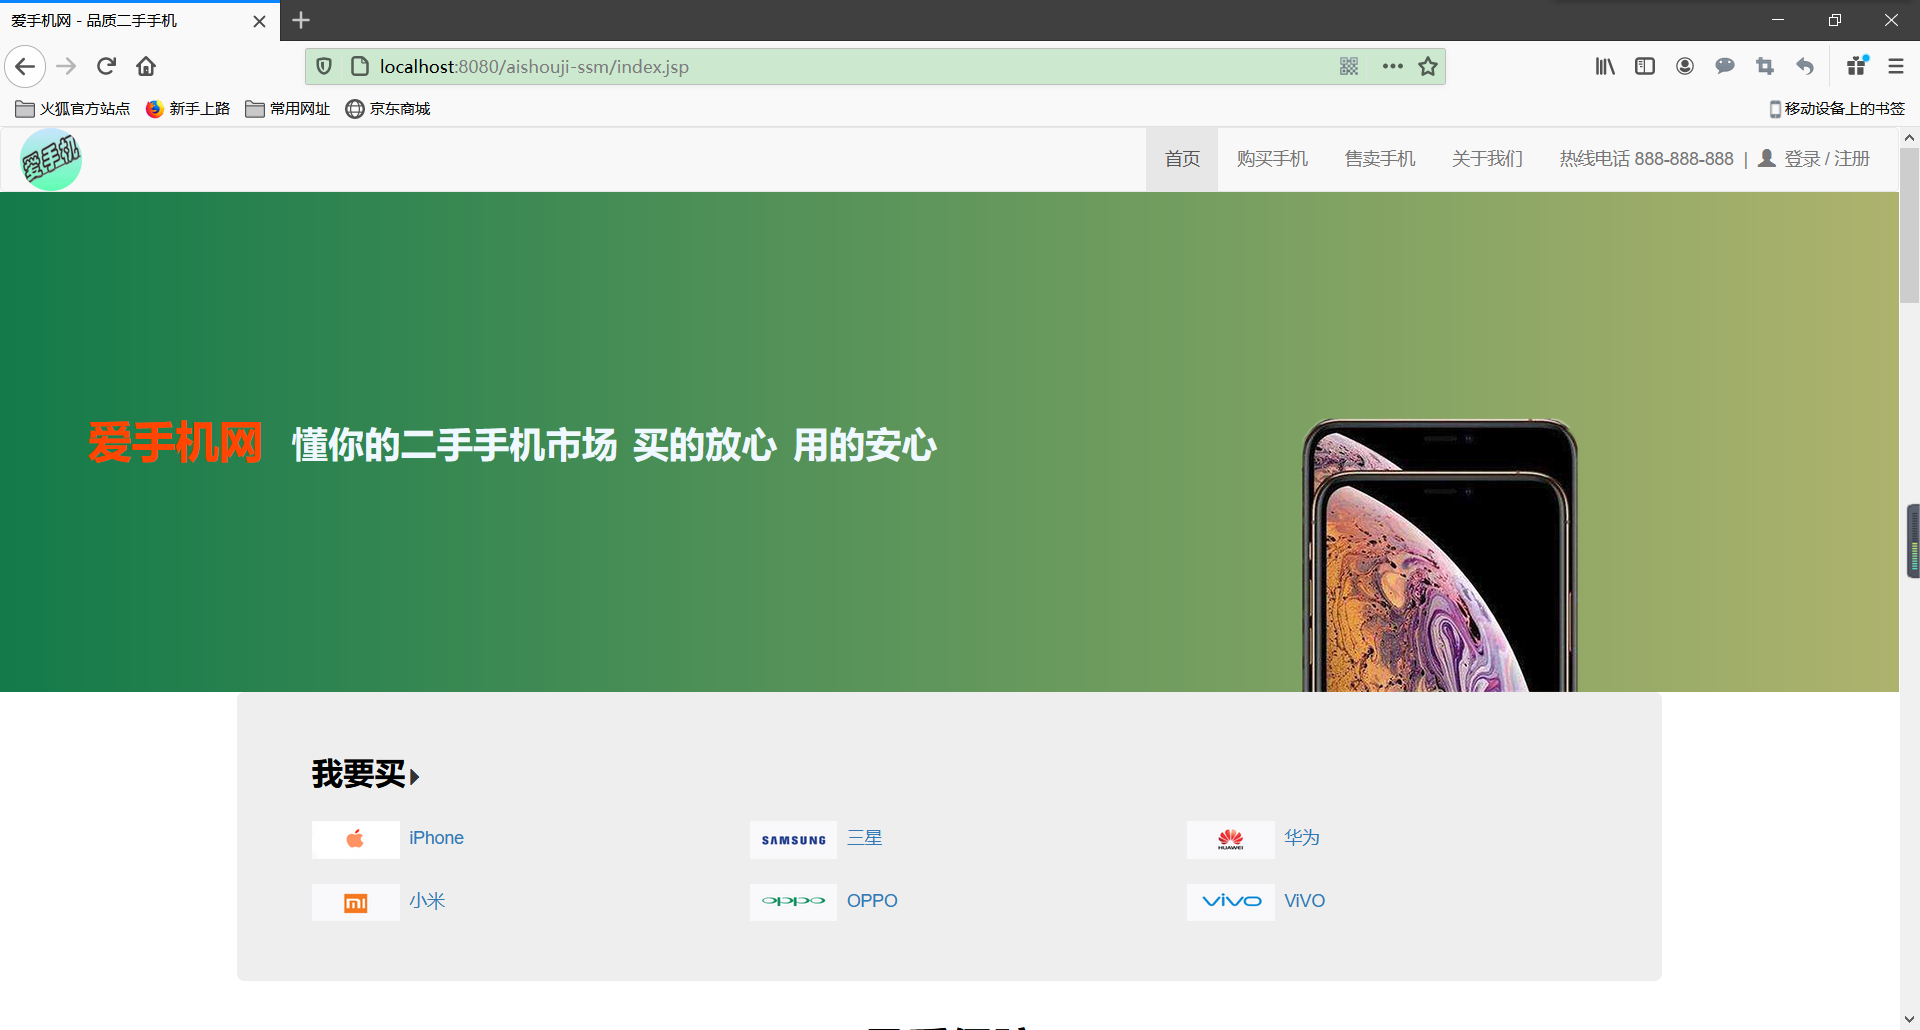 爱手机网 - 品质二手手机
localhost:8080/aishouji-ssm/index.jsp
火狐官方站点 新手上路 常用网址 京东商城 移动设备上的书签
爱手机 首页 购买手机 售卖手机 关于我们 热线电话 888-888-888 | 登录 / 注册
爱手机网 懂你的二手手机市场 买的放心 用的安心
我要买
iPhone SAMSUNG 三星 HUAWEI 华为
mi 小米 oppo OPPO vivo ViVO